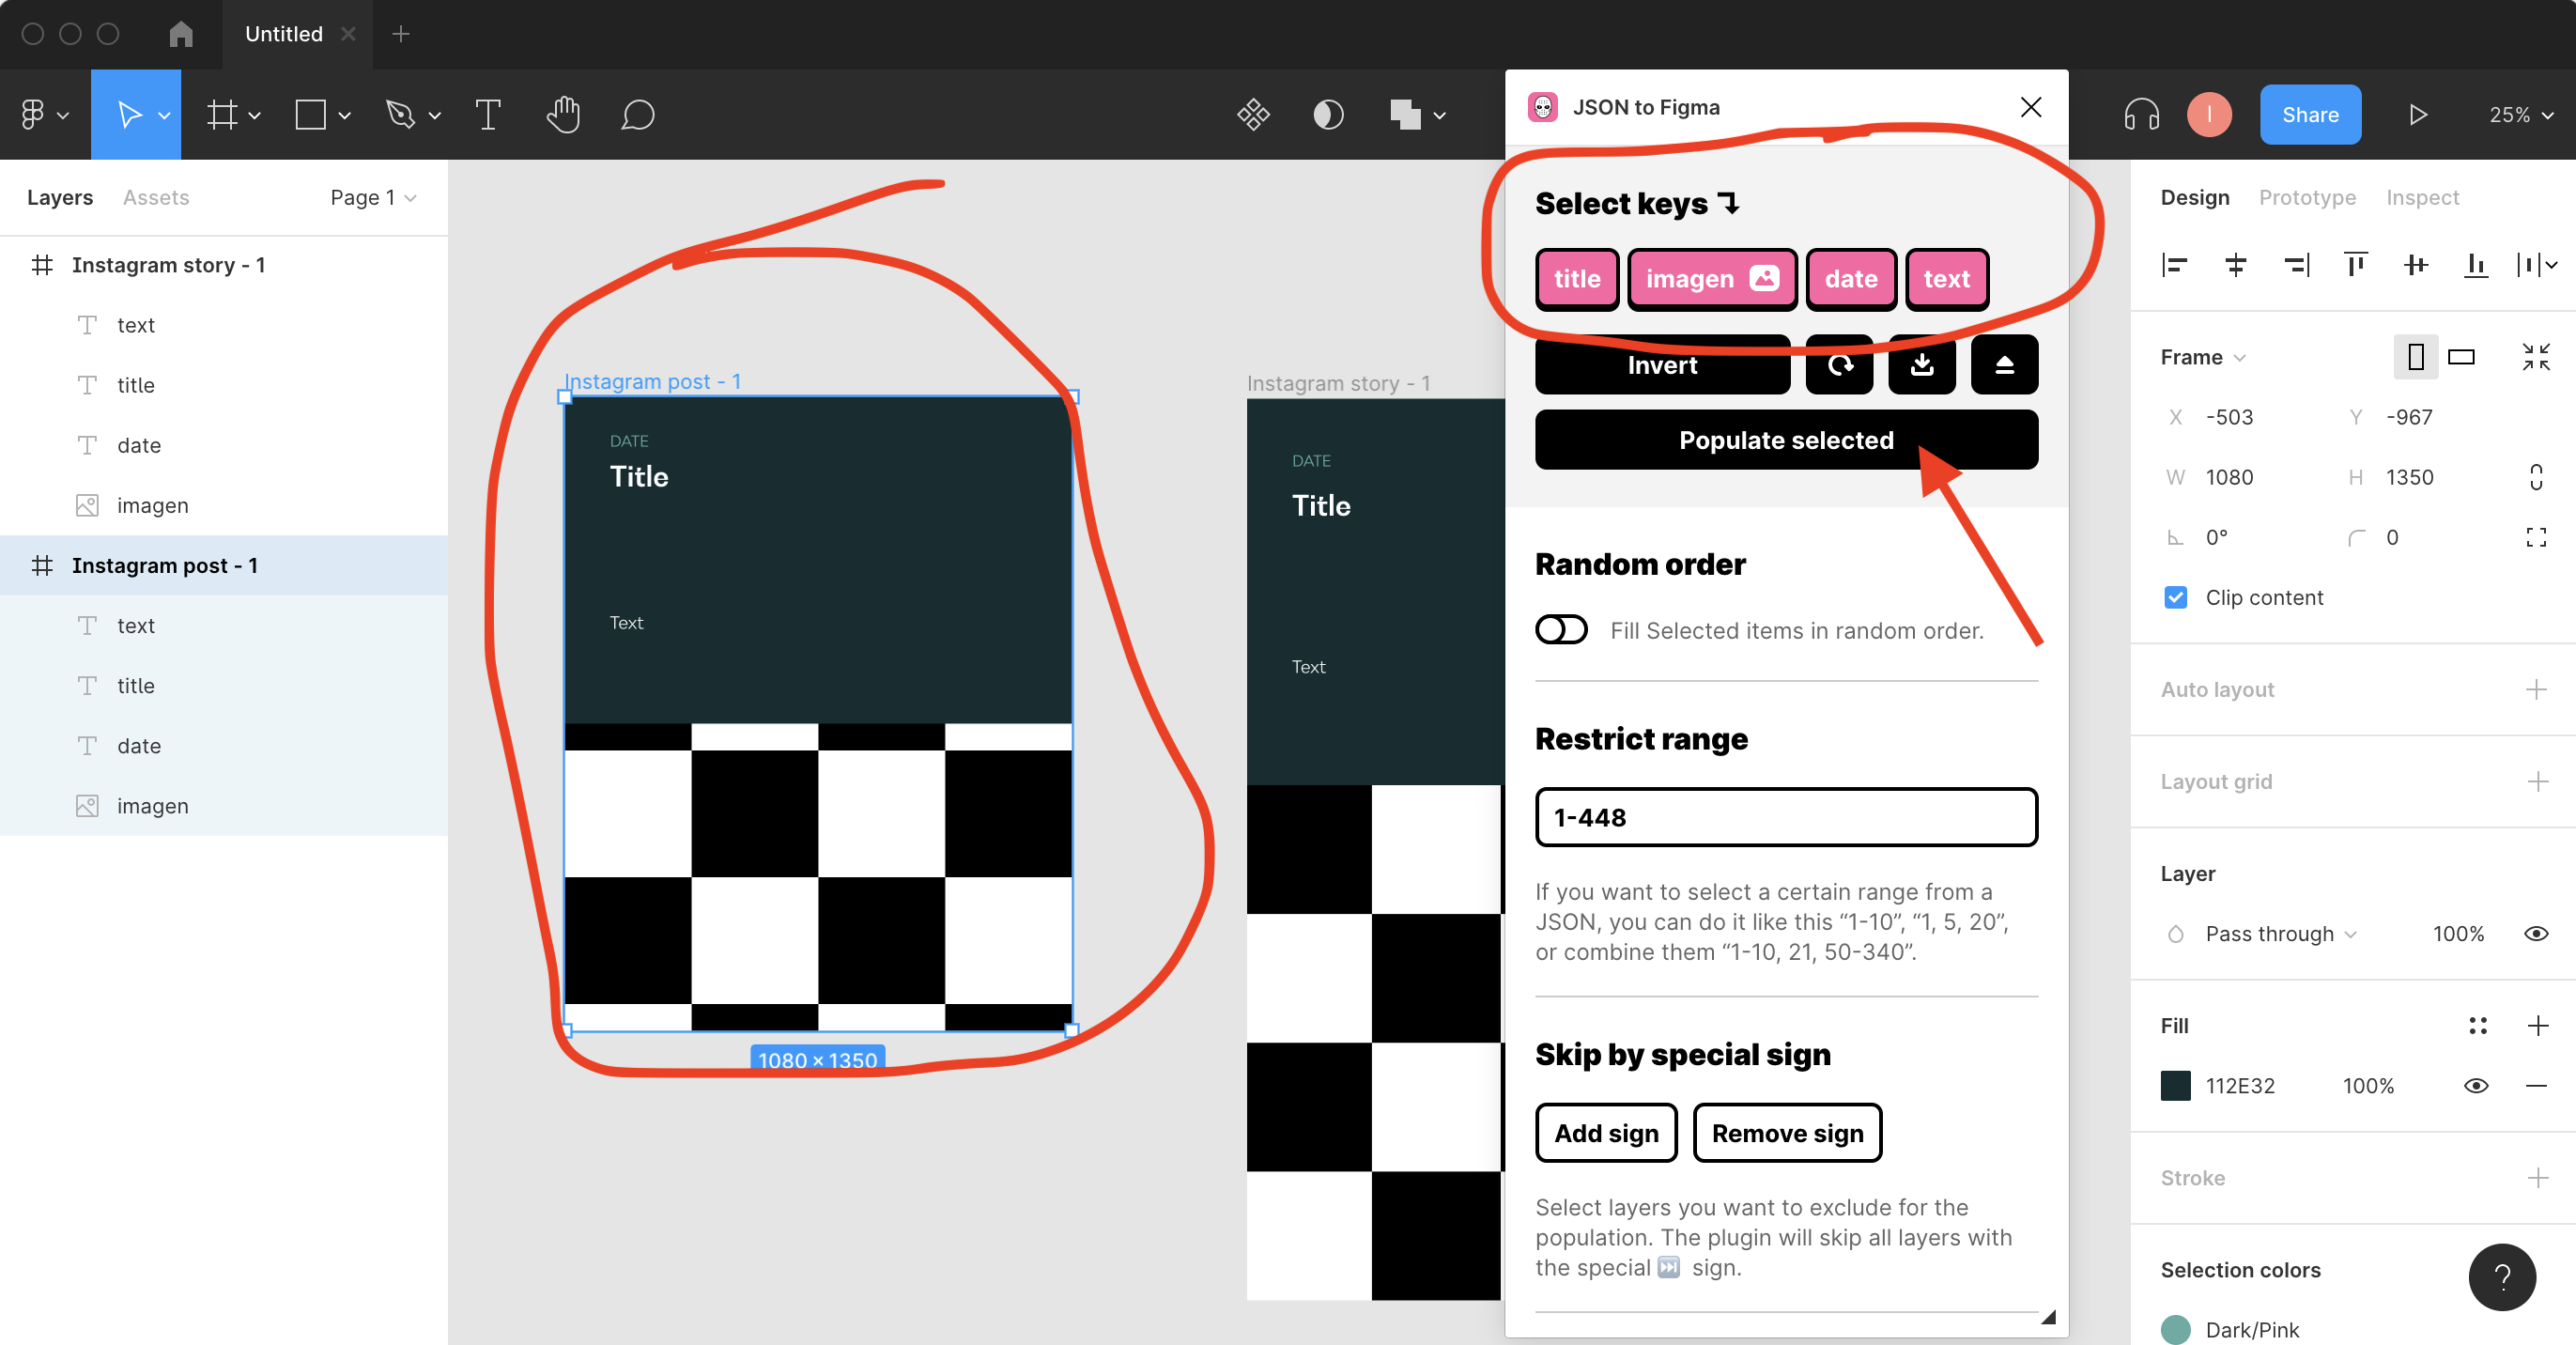 Untitled
Share
25%
Layers
Assets
Page 1
Instagram story - 1
text
title
date
imagen
Instagram post - 1
text
title
date
imagen
Instagram post - 1
DATE
Title
Text
1080 × 1350
Instagram story - 1
DATE
Title
Text
JSON to Figma
Select keys
title
imagen
date
text
Invert
Populate selected
Random order
Fill Selected items in random order.
Restrict range
1-448
If you want to select a certain range from a
JSON, you can do it like this “1-10”, “1, 5, 20”,
or combine them “1-10, 21, 50-340”.
Skip by special sign
Add sign
Remove sign
Select layers you want to exclude for the
population. The plugin will skip all layers with
the special ⏭ sign.
I
Design
Prototype
Inspect
Frame
X -503
Y -967
W 1080
H 1350
0°
0
Clip content
Auto layout
Layout grid
Layer
Pass through
100%
Fill
112E32
100%
Stroke
Selection colors
Dark/Pink
?